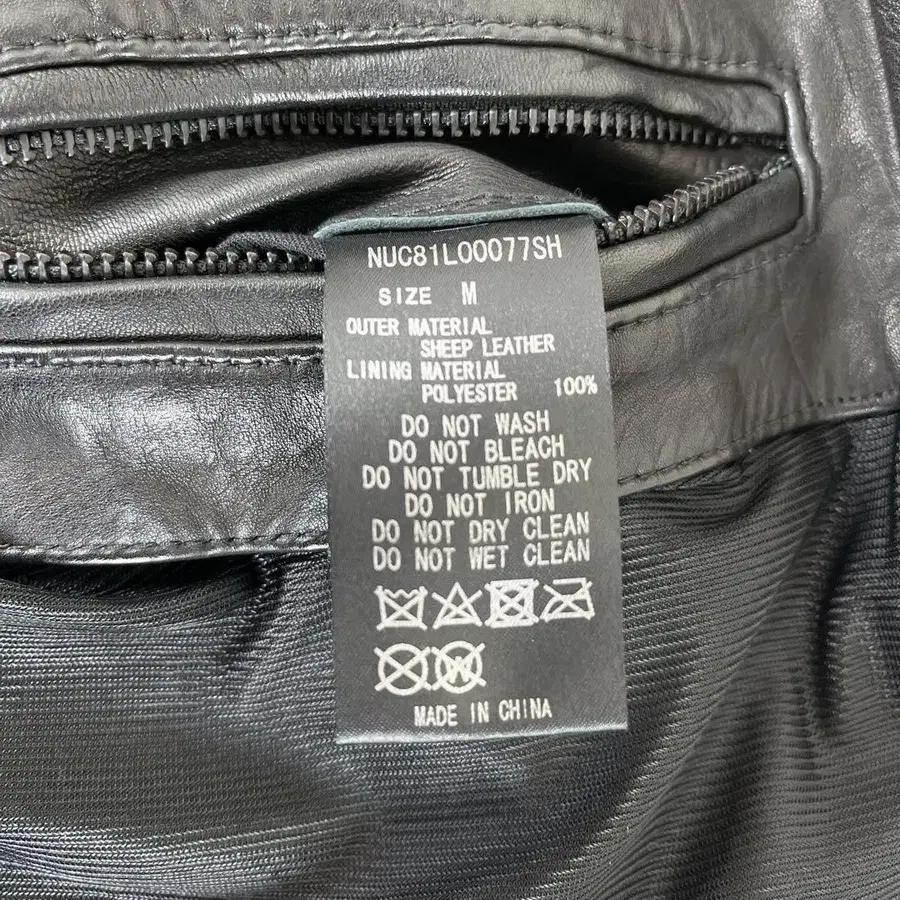 NUC81L00077SH
SIZE M
OUTER MATERIAL
SHEEP LEATHER
LINING MATERIAL
POLYESTER 100%
DO NOT WASH
DO NOT BLEACH
DO NOT TUMBLE DRY
DO NOT IRON
DO NOT DRY CLEAN
DO NOT WET CLEAN
W
MADE IN CHINA